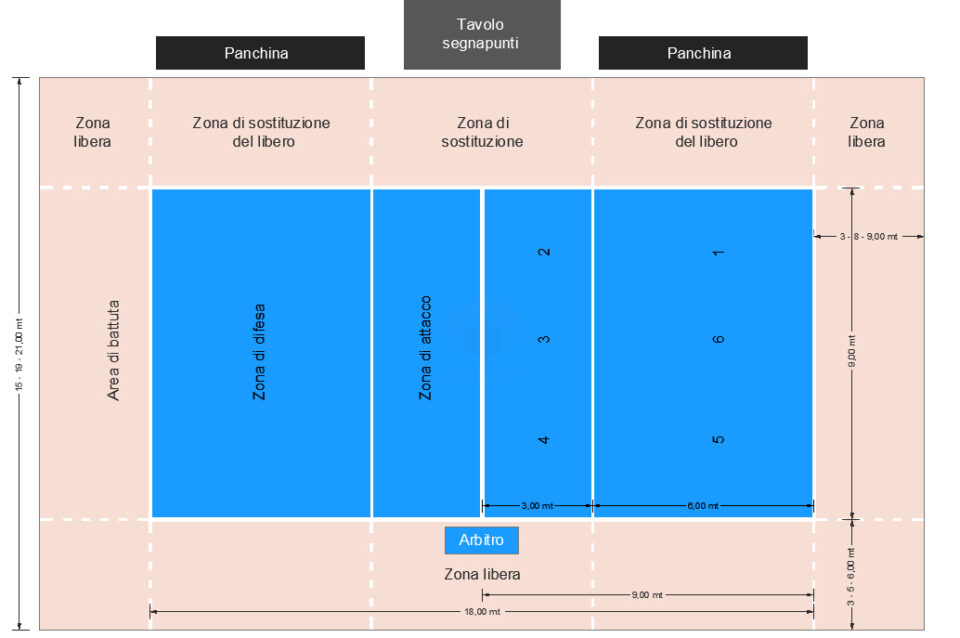 Tavolo
segnapunti
Panchina
Panchina
Zona
libera
Zona di sostituzione
del libero
Zona di
sostituzione
Zona di sostituzione
del libero
Zona
libera
3 - 8 - 9,00 mt
15 - 19 - 21,00 mt
Area di battuta
Zona di difesa
Zona di attacco
2
3
4
1
6
5
9,00 mt
3,00 mt
6,00 mt
Arbitro
Zona libera
3 - 5 - 6,00 mt
9,00 mt
18,00 mt